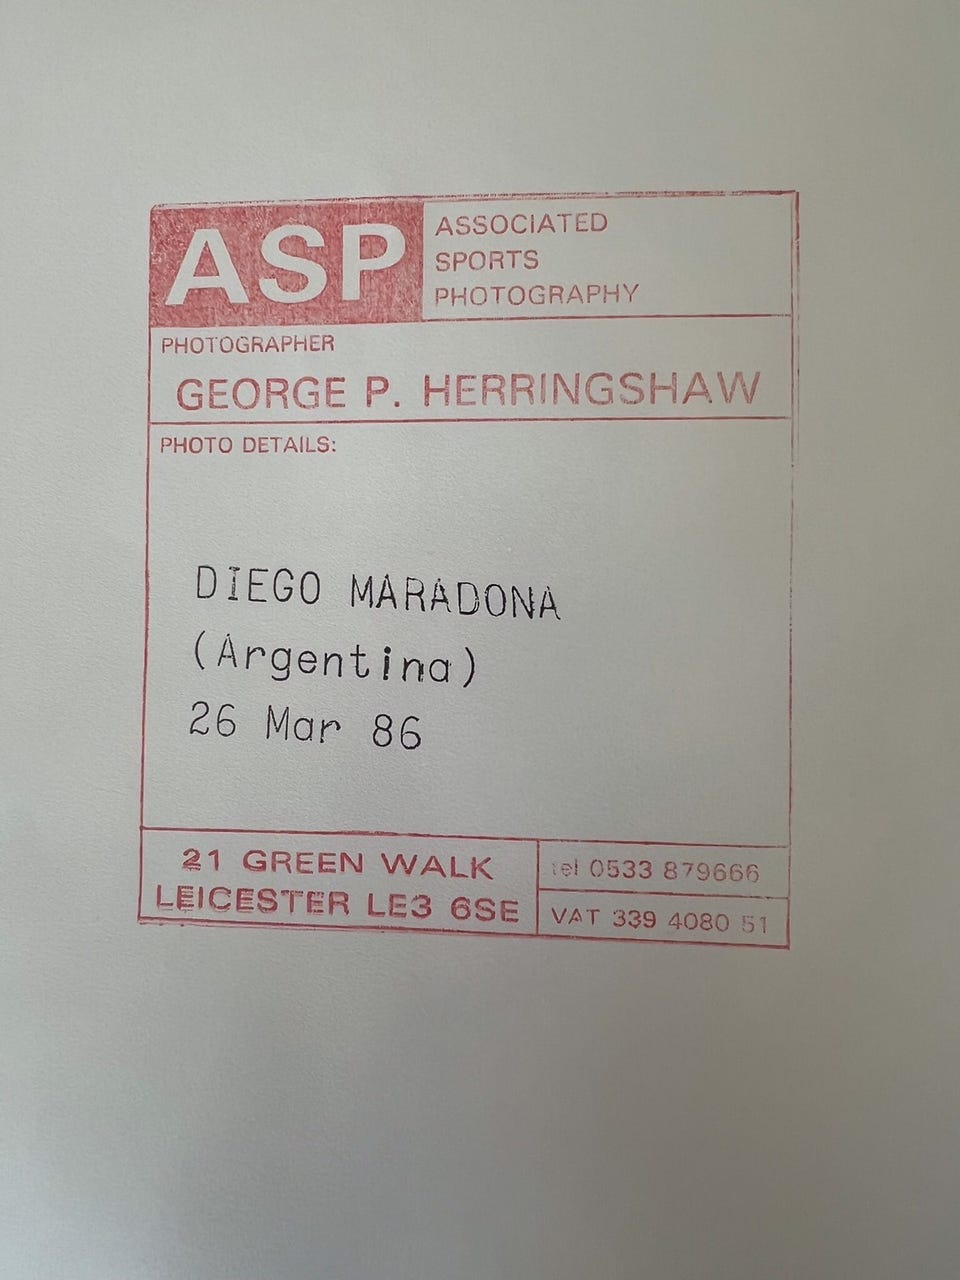 ASP
ASSOCIATED
SPORTS
PHOTOGRAPHY
PHOTOGRAPHER
GEORGE P. HERRINGSHAW
PHOTO DETAILS:
DIEGO MARADONA
(Argentina)
26 Mar 86
21 GREEN WALK
LEICESTER LE3 6SE
tel 0533 879666
VAT 339 4080 51